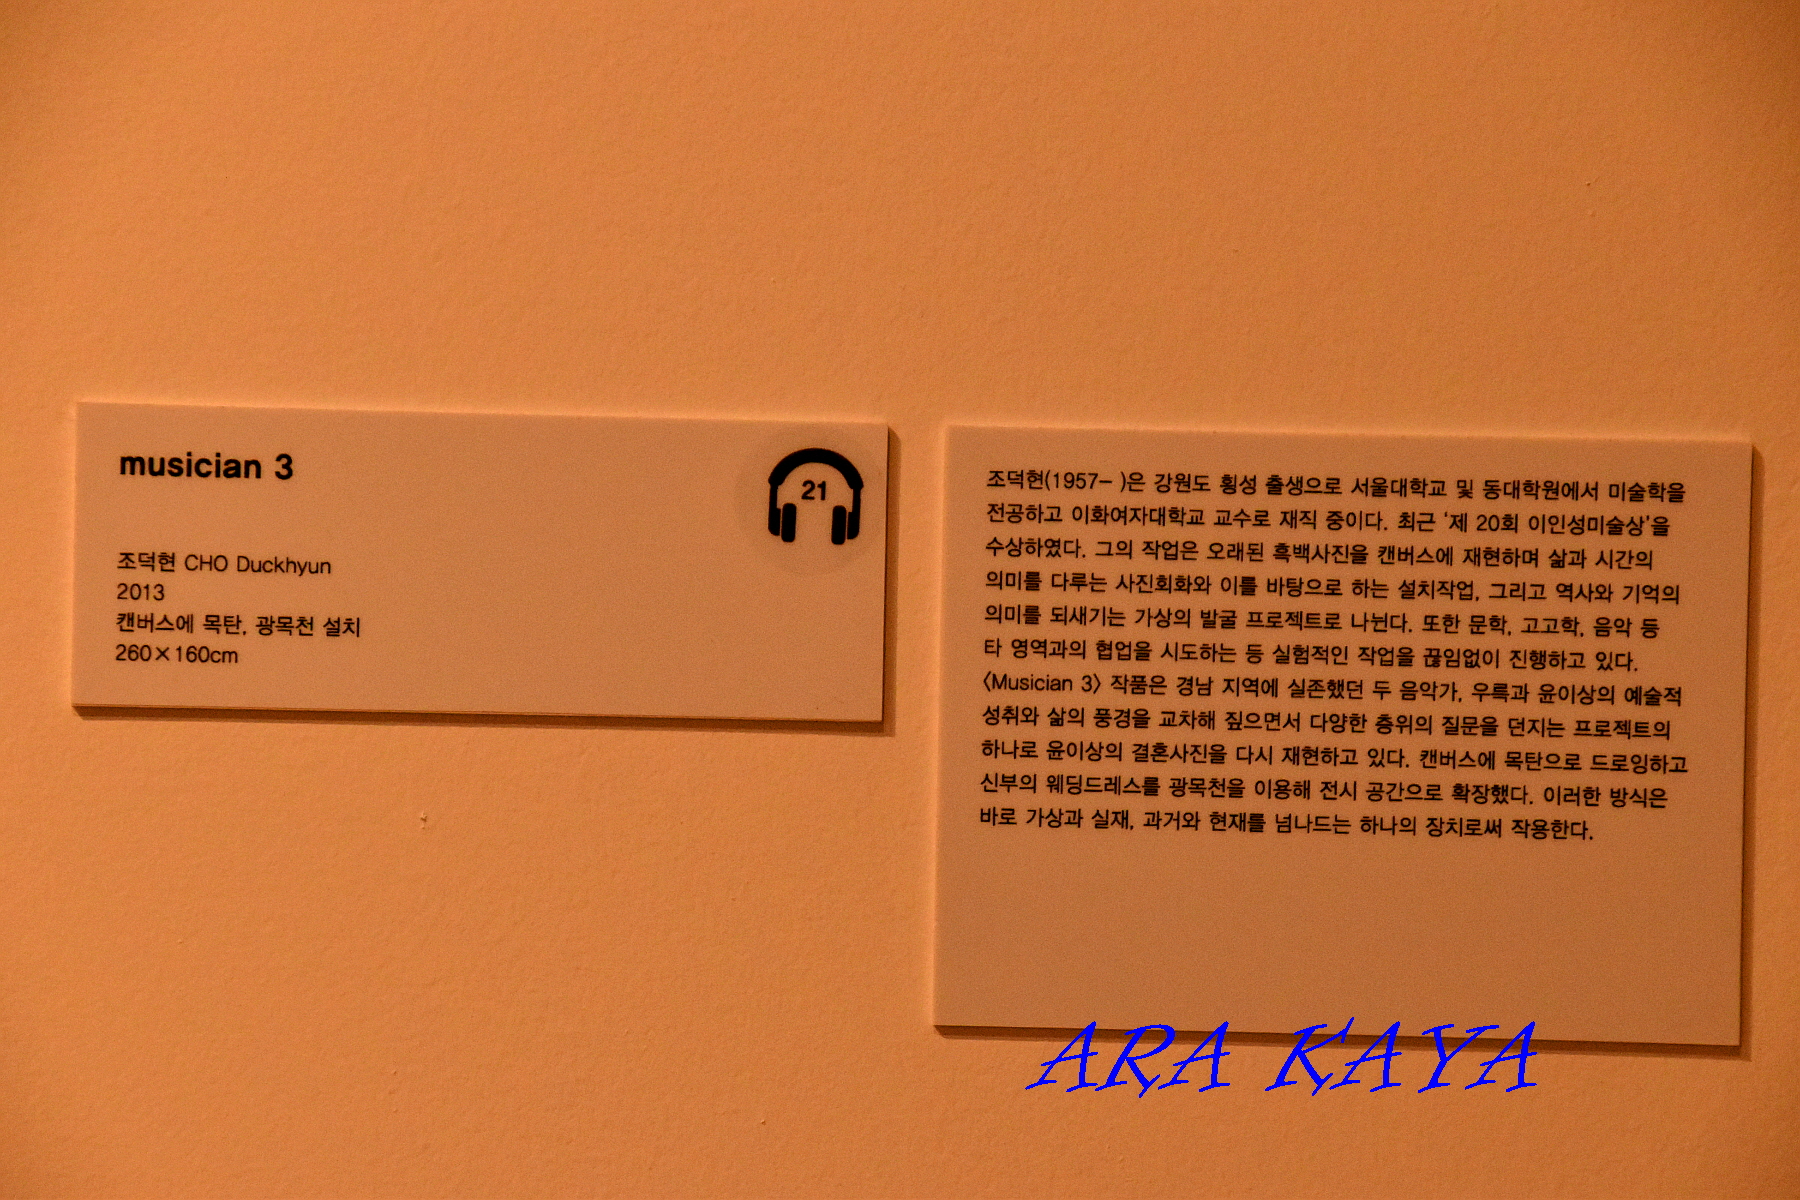 musician 3
21
조덕현 CHO Duckhyun
2013
캔버스에 목탄, 광목천 설치
260×160cm
조덕현(1957- )은 강원도 횡성 출생으로 서울대학교 및 동대학원에서 미술학을
전공하고 이화여자대학교 교수로 재직 중이다. 최근 '제 20회 이인성미술상'을
수상하였다. 그의 작업은 오래된 흑백사진을 캔버스에 재현하며 삶과 시간의
의미를 다루는 사진회화와 이를 바탕으로 하는 설치작업, 그리고 역사와 기억의
의미를 되새기는 가상의 발굴 프로젝트로 나뉜다. 또한 문학, 고고학, 음악 등
타 영역과의 협업을 시도하는 등 실험적인 작업을 끊임없이 진행하고 있다.
〈Musician 3〉 작품은 경남 지역에 실존했던 두 음악가, 우륵과 윤이상의 예술적
성취와 삶의 풍경을 교차해 짚으면서 다양한 층위의 질문을 던지는 프로젝트의
하나로 윤이상의 결혼사진을 다시 재현하고 있다. 캔버스에 목탄으로 드로잉하고
신부의 웨딩드레스를 광목천을 이용해 전시 공간으로 확장했다. 이러한 방식은
바로 가상과 실재, 과거와 현재를 넘나드는 하나의 장치로써 작용한다.
ARA KAYA